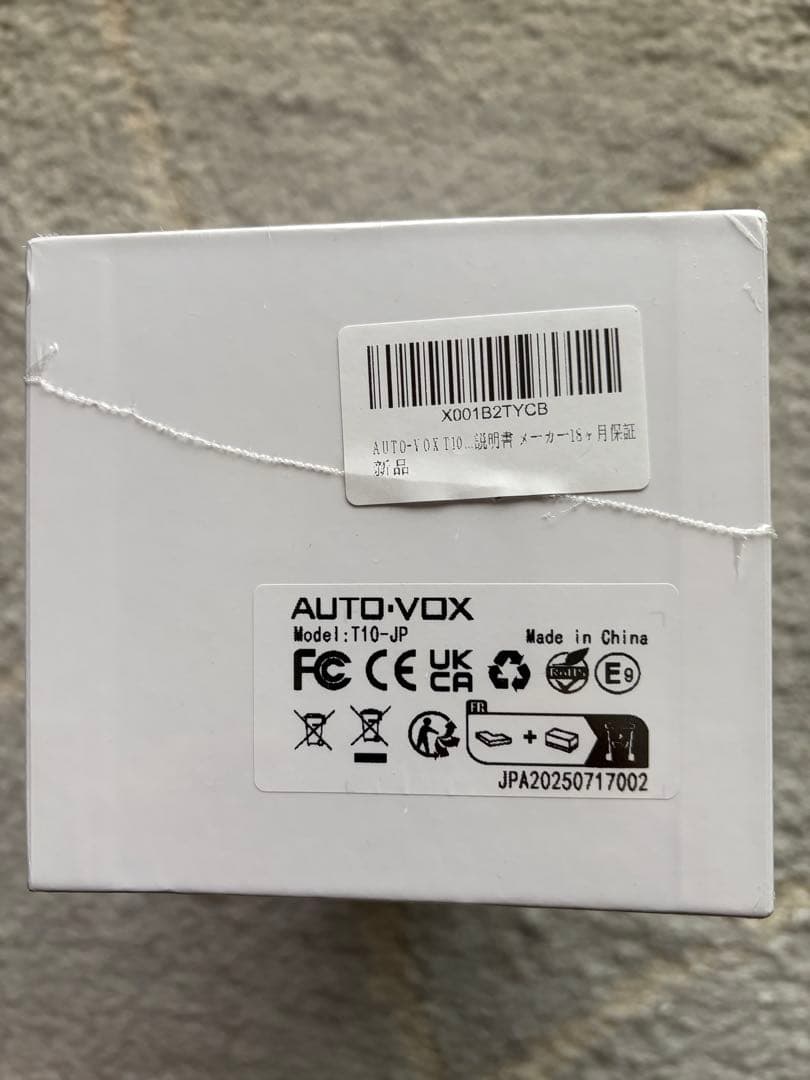 X001B2TYCB
AUTO-VOX T10...説明書 メーカー18ヶ月保証
新品
AUTO·VOX
Model:T10-JP
Made in China
FC CE UK CA RoHS E9
FR
+
JPA20250717002